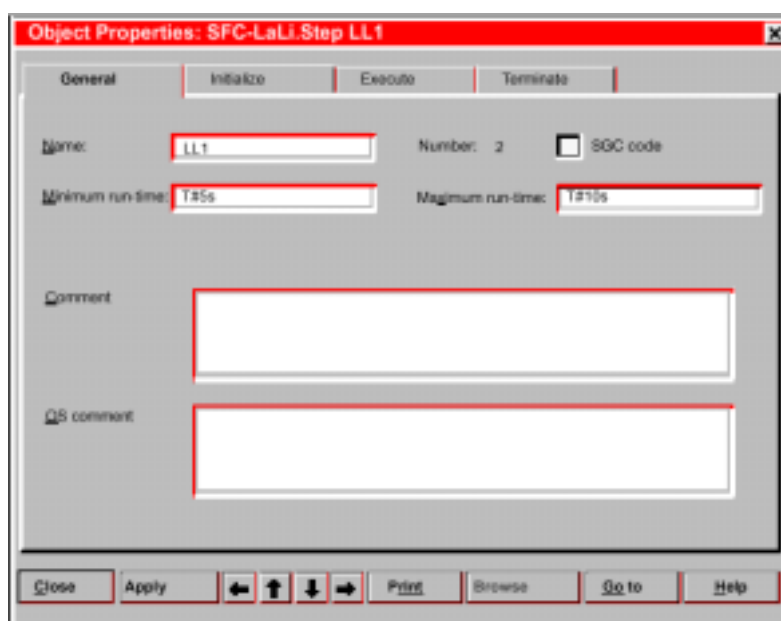 Object Properties: SFC-LaLi.Step LL1
General Initialize Execute Terminate
Name: LL1 Number: 2 SGC code
Minimum run-time: T#5s Maximum run-time: T#10s
Comment
OS comment
Close Apply Print Browse Go to Help